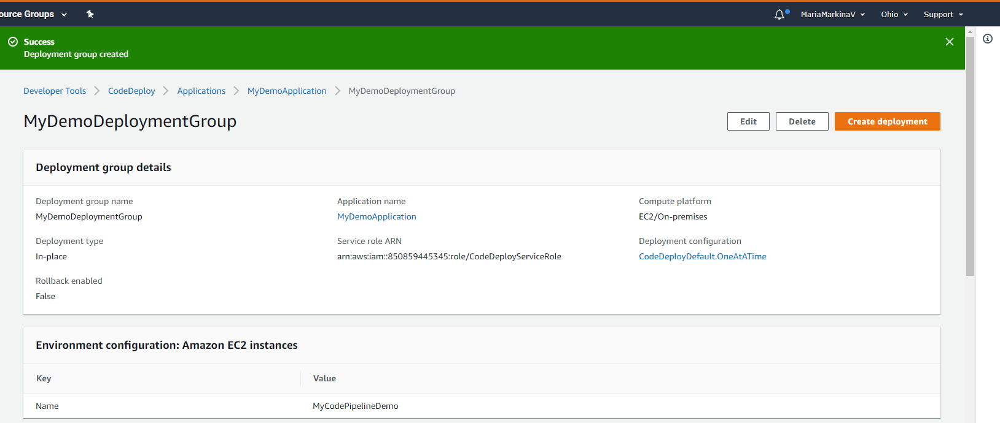 ource Groups
MariaMarkinaV Ohio Support
Success
Deployment group created
Developer Tools CodeDeploy Applications MyDemoApplication MyDemoDeploymentGroup
MyDemoDeploymentGroup
Edit Delete Create deployment
Deployment group details
Deployment group name Application name Compute platform
MyDemoDeploymentGroup MyDemoApplication EC2/On-premises
Deployment type Service role ARN Deployment configuration
In-place arn:aws:iam::850859445345:role/CodeDeployServiceRole CodeDeployDefault.OneAtATime
Rollback enabled
False
Environment configuration: Amazon EC2 instances
Key Value
Name MyCodePipelineDemo